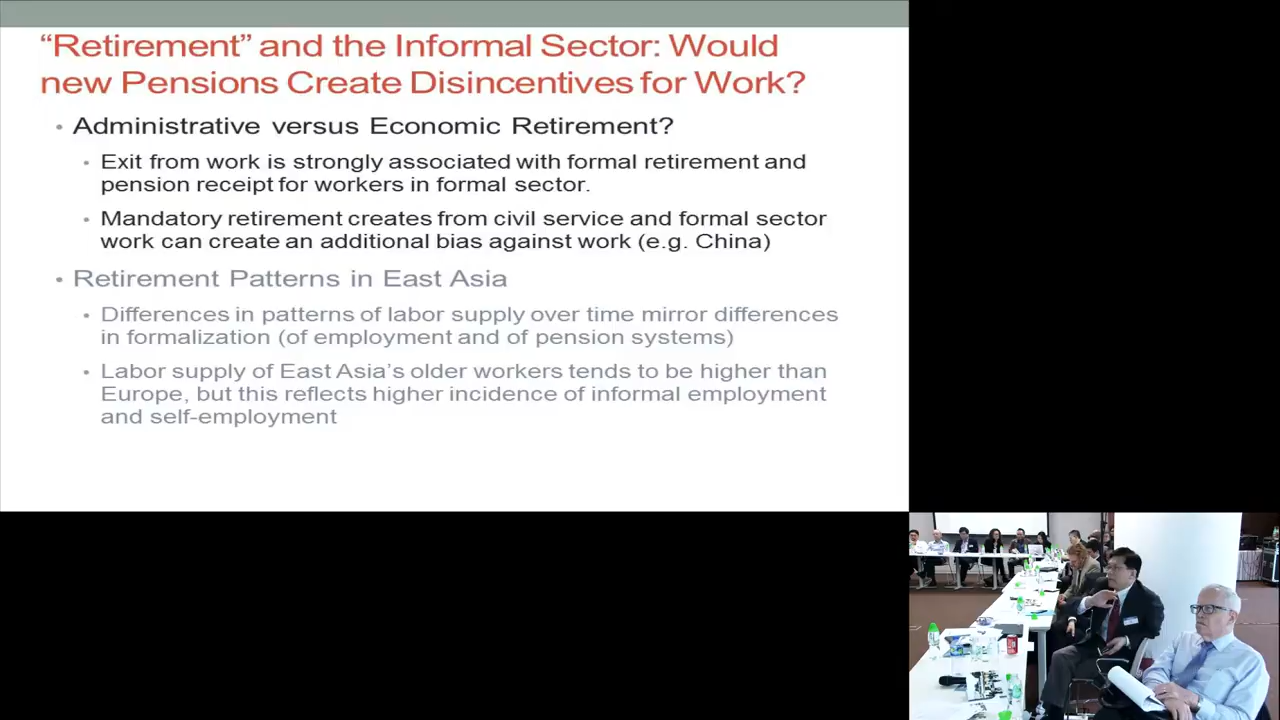 “Retirement” and the Informal Sector: Would
new Pensions Create Disincentives for Work?
• Administrative versus Economic Retirement?
• Exit from work is strongly associated with formal retirement and
pension receipt for workers in formal sector.
• Mandatory retirement creates from civil service and formal sector
work can create an additional bias against work (e.g. China)
• Retirement Patterns in East Asia
• Differences in patterns of labor supply over time mirror differences
in formalization (of employment and of pension systems)
• Labor supply of East Asia’s older workers tends to be higher than
Europe, but this reflects higher incidence of informal employment
and self-employment